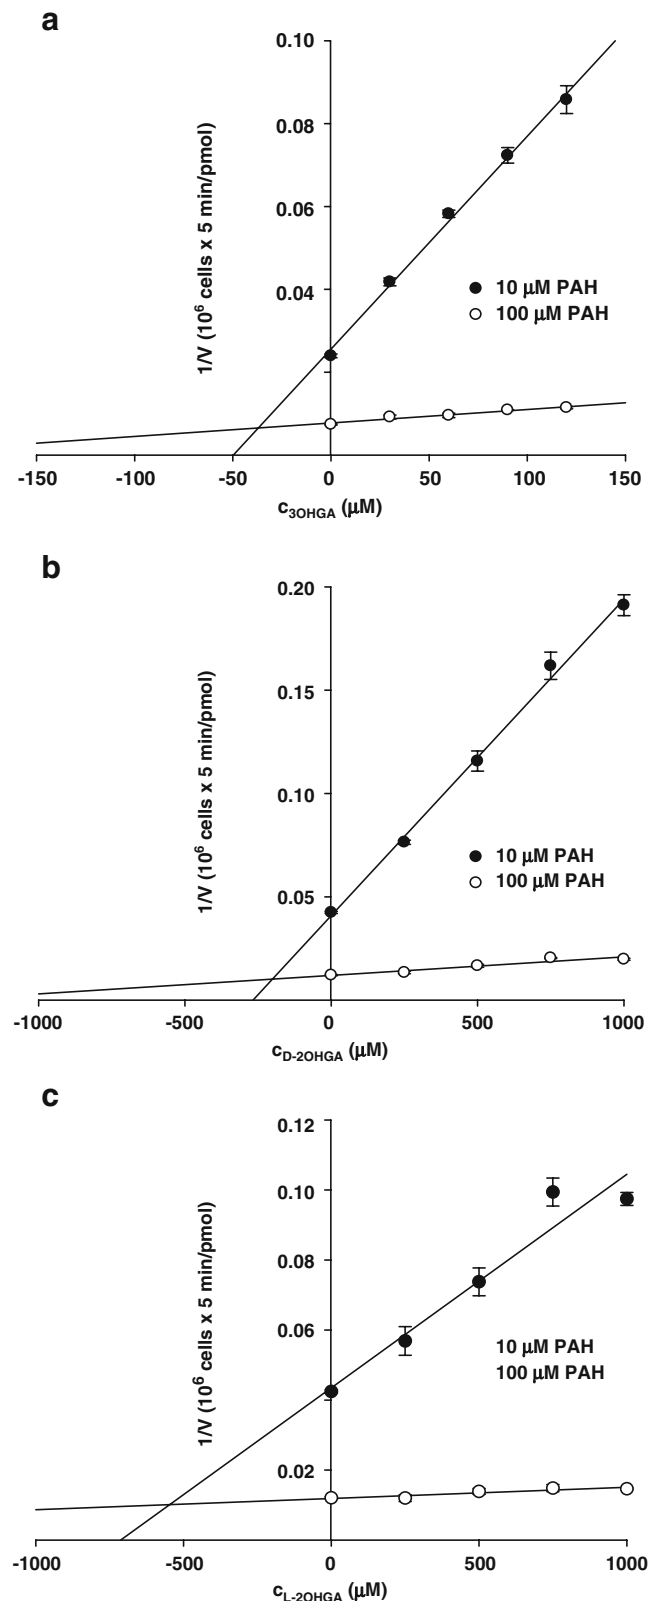 a
0.10
0.08
0.06
0.04
1/V (10⁶ cells x 5 min/pmol)
10 µM PAH
100 µM PAH
-150 -100 -50 0 50 100 150
c3OHGA (µM)
b
0.20
0.15
0.10
0.05
1/V (10⁶ cells x 5 min/pmol)
10 µM PAH
100 µM PAH
-1000 -500 0 500 1000
cD-2OHGA (µM)
c
0.12
0.10
0.08
0.06
0.02
1/V (10⁶ cells x 5 min/pmol)
10 µM PAH
100 µM PAH
-1000 -500 0 500 1000
cL-2OHGA (µM)